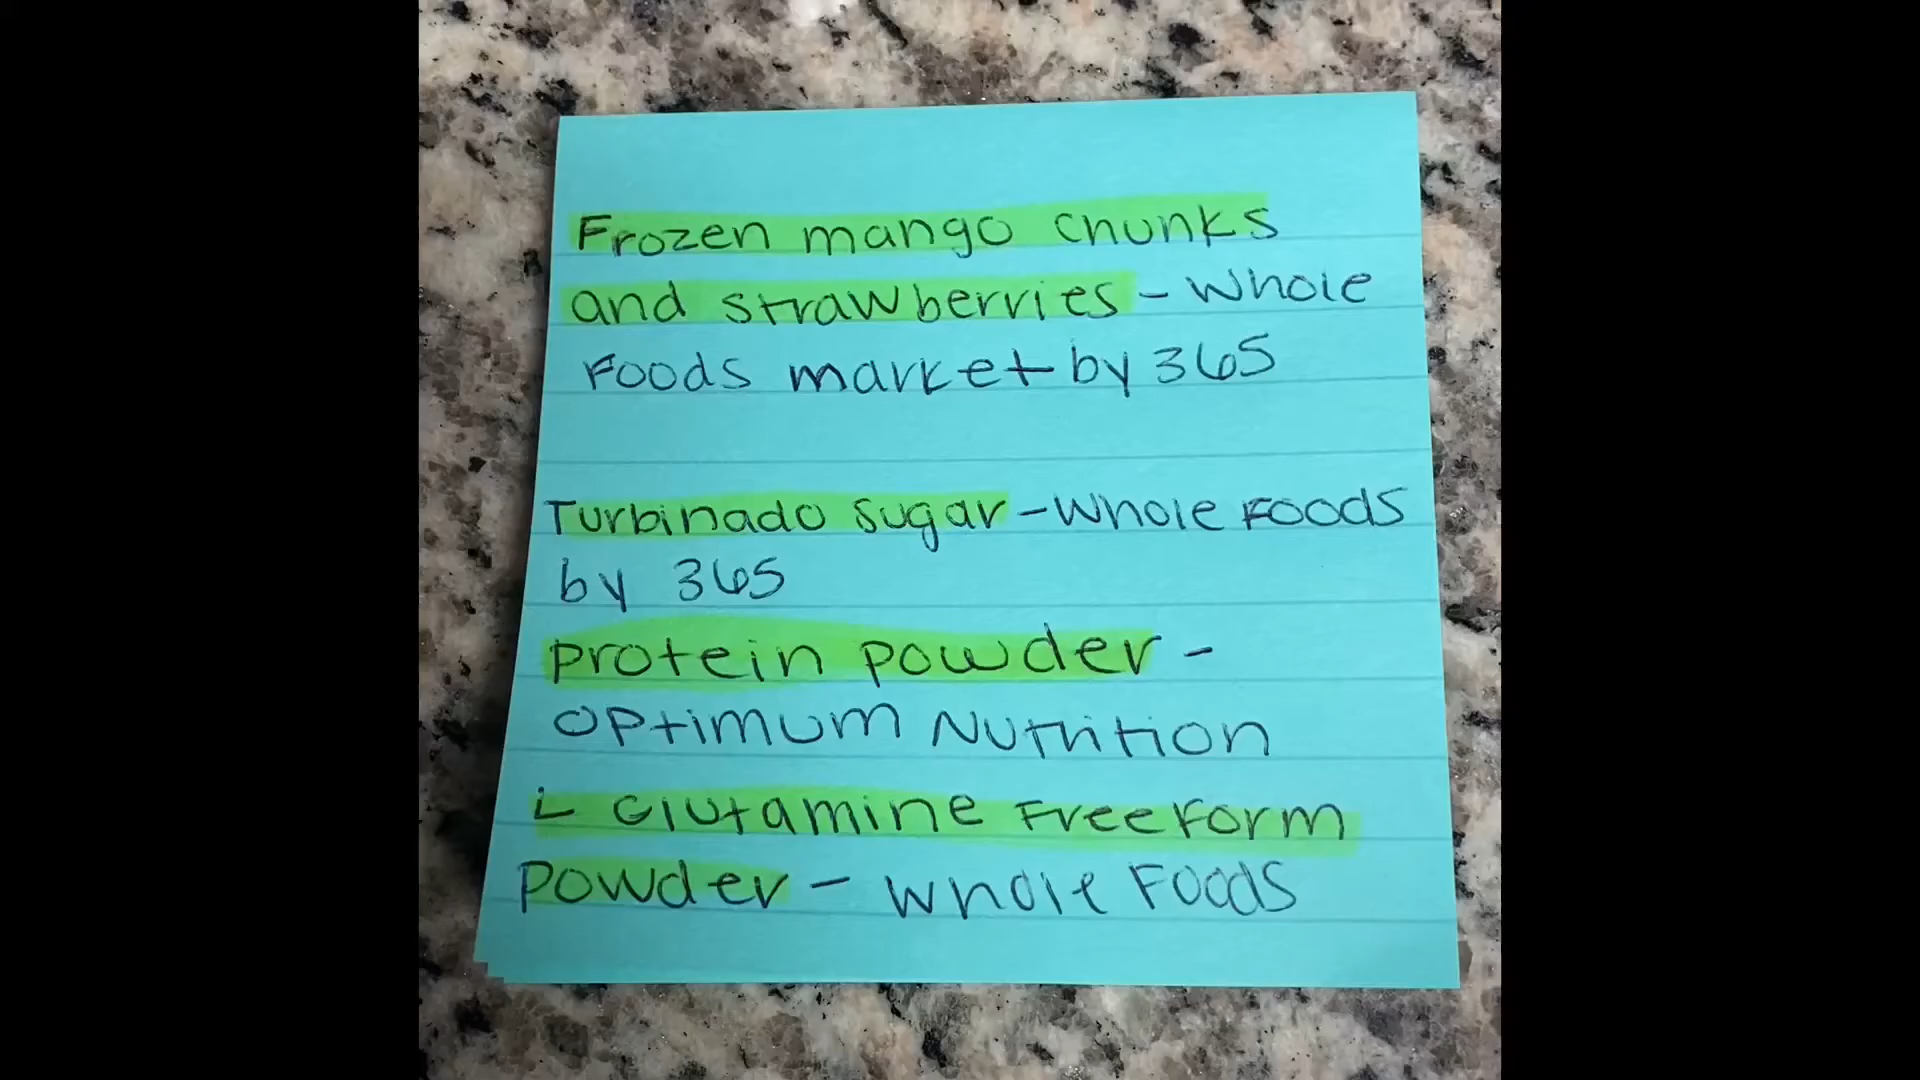 Frozen mango chunks
and strawberries - Whole
Foods market by 365
Turbinado sugar - Whole Foods
by 365
protein powder -
Optimum Nutrition
L Glutamine Freeform
Powder - Whole Foods